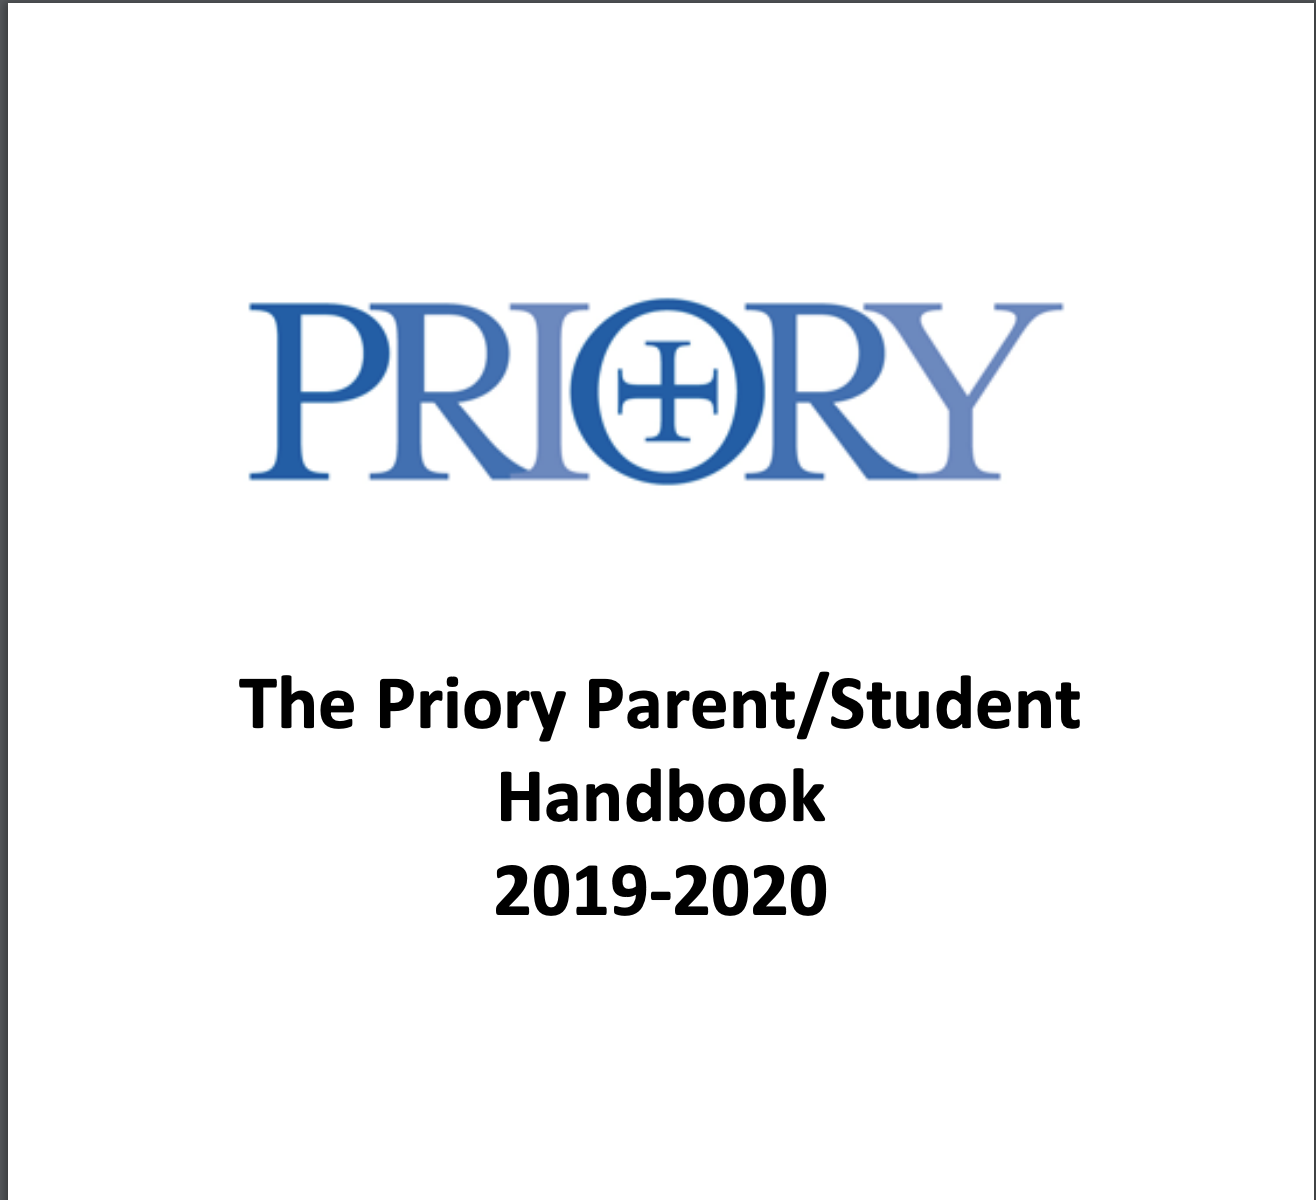 PRIORY
The Priory Parent/Student
Handbook
2019-2020